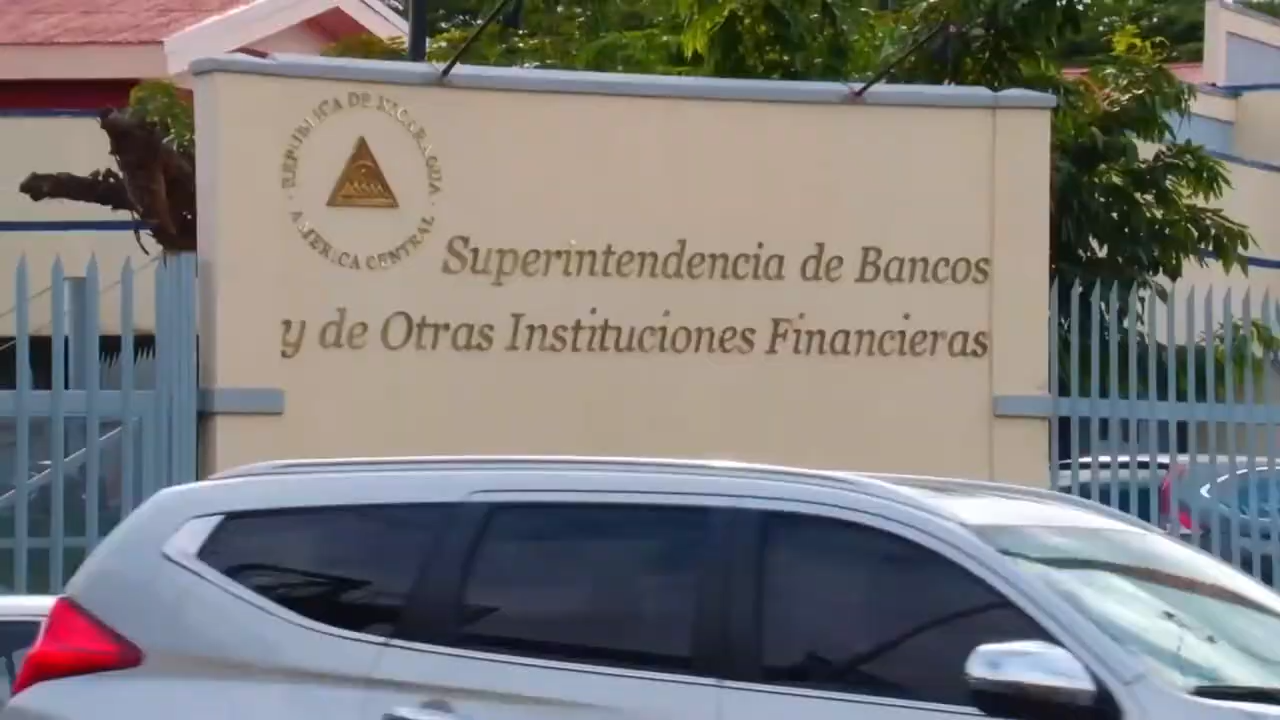 REPUBLICA DE NICARAGUA
AMERICA CENTRAL
Superintendencia de Bancos
y de Otras Instituciones Financieras